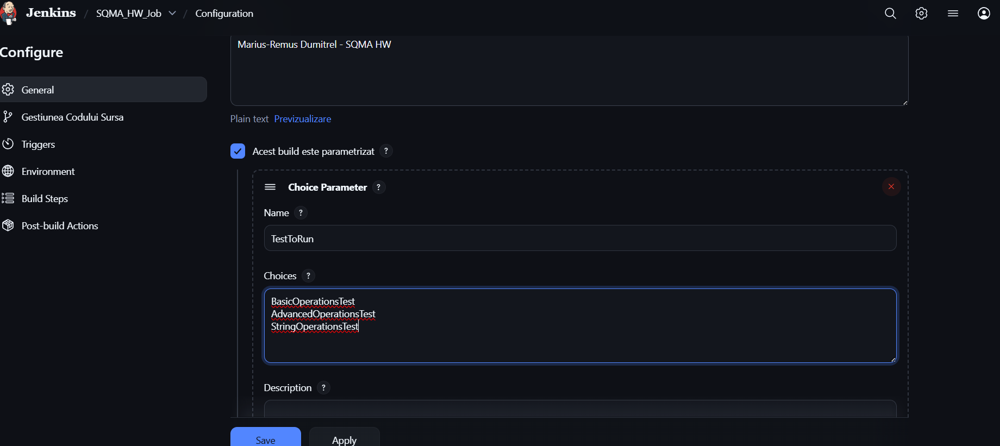 Jenkins / SQMA_HW_Job / Configuration
Configure
General
Gestiunea Codului Sursa
Triggers
Environment
Build Steps
Post-build Actions
Marius-Remus Dumitrel - SQMA HW
Plain text Previzualizare
Acest build este parametrizat ?
Choice Parameter ?
Name ?
TestToRun
Choices ?
BasicOperationsTest
AdvancedOperationsTest
StringOperationsTest
Description ?
Save Apply